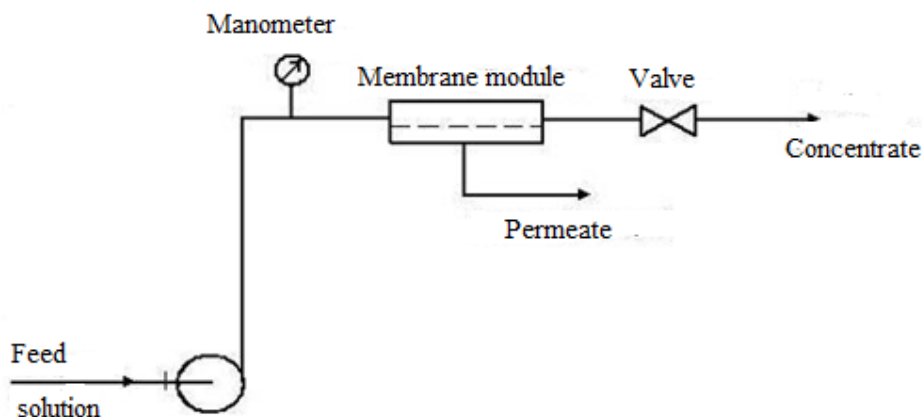 Manometer
Membrane module
Valve
Concentrate
Permeate
Feed
solution